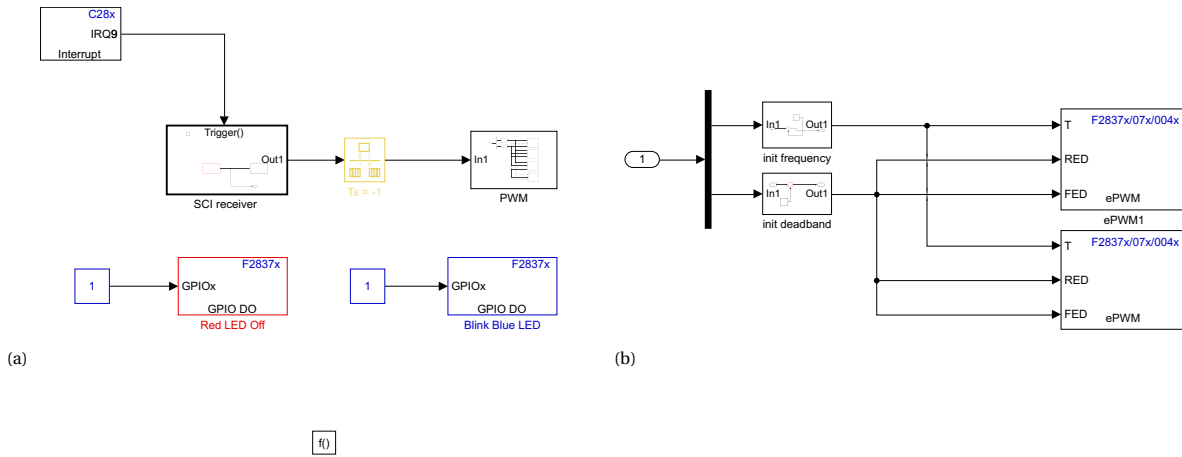 C28x
IRQ9
Interrupt
Trigger()
Out1
SCI receiver
Ts = -1
In1
PWM
1
F2837x
GPIOx
GPIO DO
Red LED Off
1
F2837x
GPIOx
GPIO DO
Blink Blue LED
(a)
f()
1
In1
Out1
init frequency
In1
Out1
init deadband
F2837x/07x/004x
T
RED
FED
ePWM
ePWM1
F2837x/07x/004x
T
RED
FED
ePWM
(b)